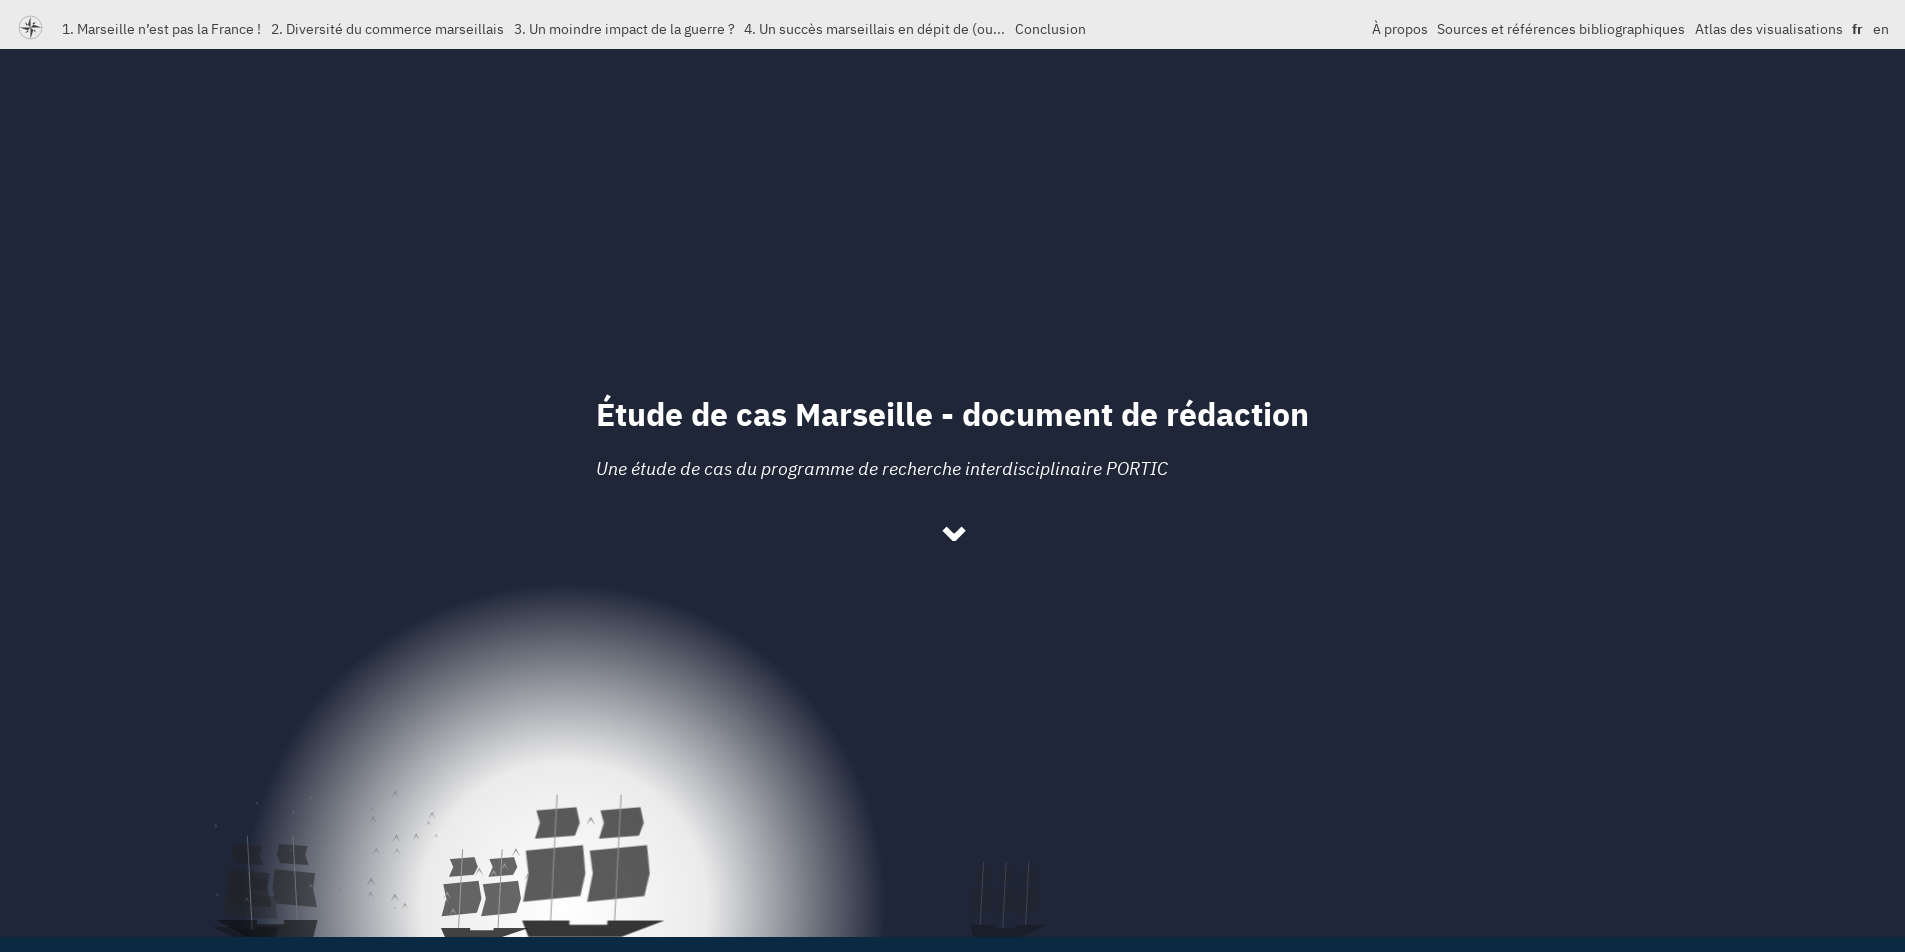 1. Marseille n’est pas la France ! 2. Diversité du commerce marseillais 3. Un moindre impact de la guerre ? 4. Un succès marseillais en dépit de (ou... Conclusion À propos Sources et références bibliographiques Atlas des visualisations fr en
Étude de cas Marseille - document de rédaction
Une étude de cas du programme de recherche interdisciplinaire PORTIC